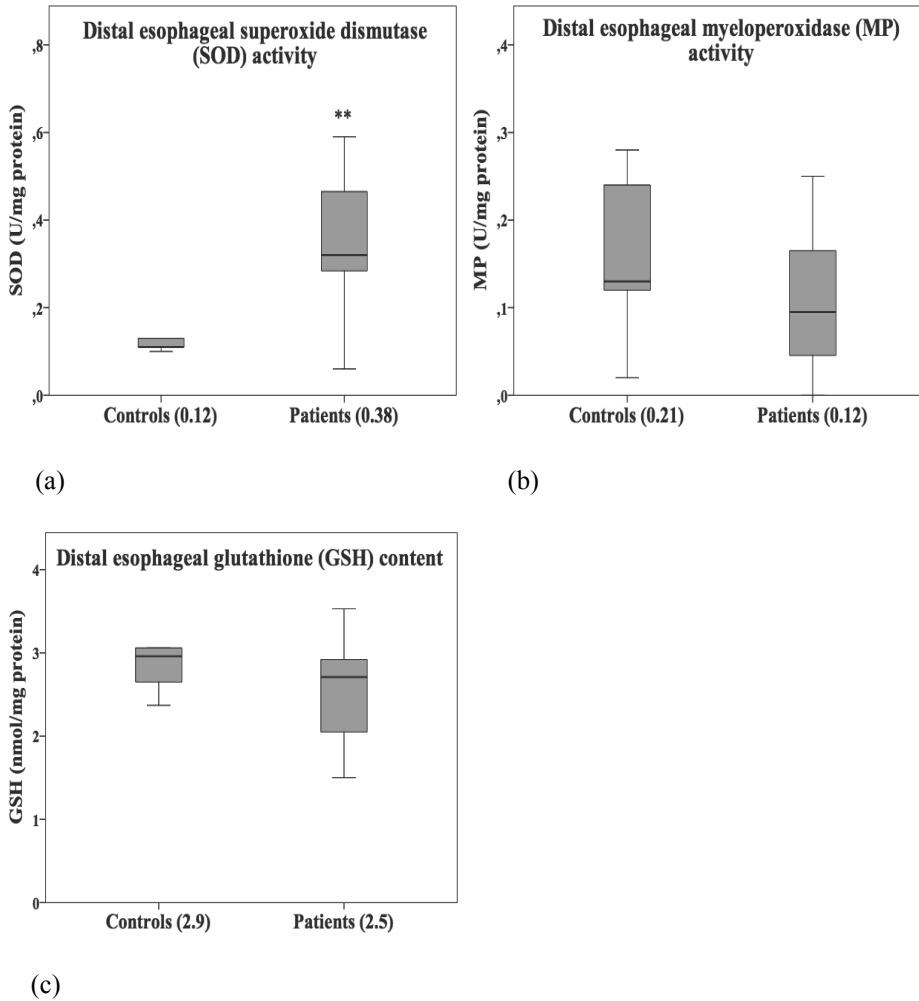 Distal esophageal superoxide dismutase
(SOD) activity
SOD (U/mg protein)
,8
,6
,4
,2
,0
**
Controls (0.12)
Patients (0.38)
(a)
Distal esophageal myeloperoxidase (MP)
activity
MP (U/mg protein)
,4
,3
,2
,1
,0
Controls (0.21)
Patients (0.12)
(b)
Distal esophageal glutathione (GSH) content
GSH (nmol/mg protein)
4
3
2
1
0
Controls (2.9)
Patients (2.5)
(c)